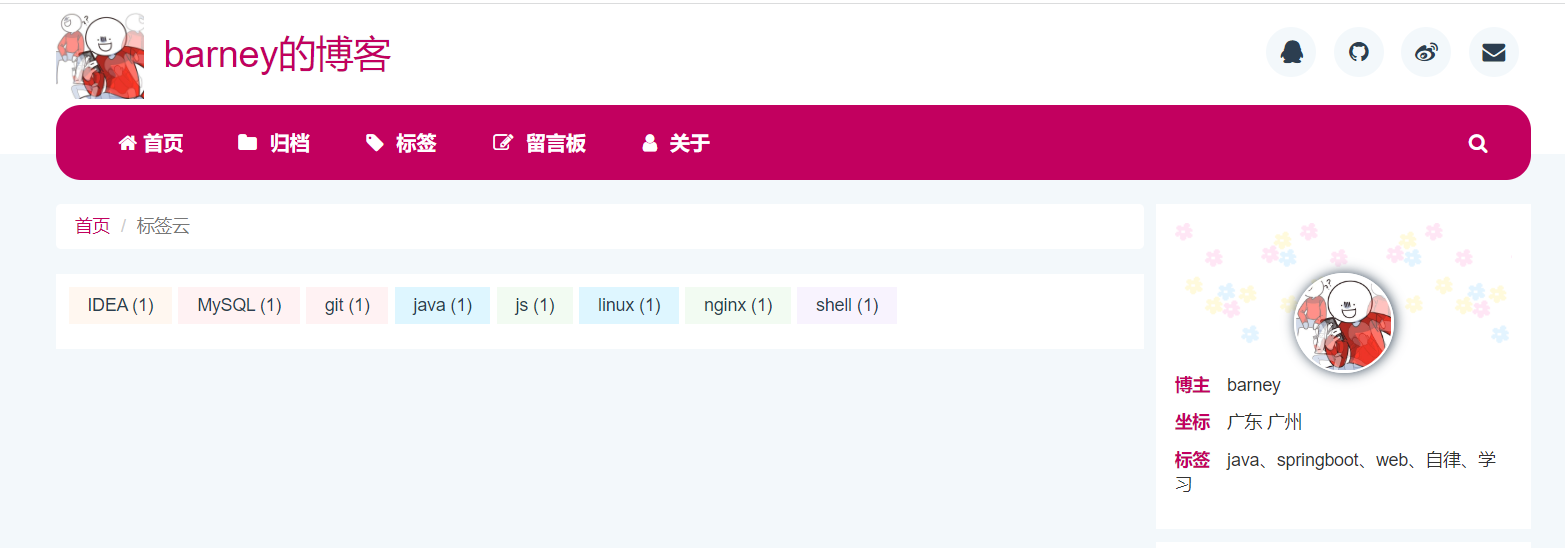 barney的博客
首页 归档 标签 留言板 关于
首页 / 标签云
IDEA (1) MySQL (1) git (1) java (1) js (1) linux (1) nginx (1) shell (1)
博主 barney
坐标 广东 广州
标签 java、springboot、web、自律、学
习